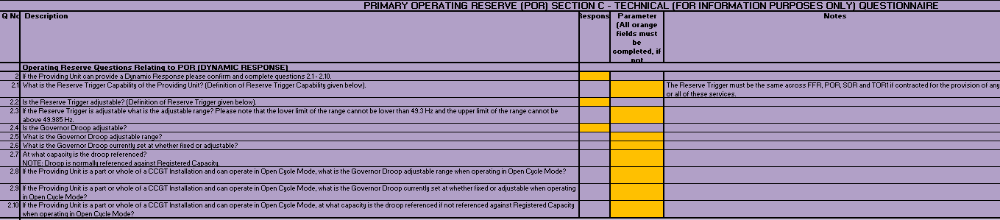 PRIMARY OPERATING RESERVE (POR) SECTION C - TECHNICAL (FOR INFORMATION PURPOSES ONLY) QUESTIONNAIRE
Q No Description Respons Parameter Notes
(All orange
fields must
be
completed, if
not
Operating Reserve Questions Relating to POR (DYNAMIC RESPONSE)
2 If the Providing Unit can provide a Dynamic Response please confirm and complete questions 2.1 - 2.10.
2.1 What is the Reserve Trigger Capability of the Providing Unit? (Definition of Reserve Trigger Capability given below). The Reserve Trigger must be the same across FFR, POR, SOR and TOR1 if contracted for the provision of any
or all of these services.
2.2 Is the Reserve Trigger adjustable? (Definition of Reserve Trigger given below).
2.3 If the Reserve Trigger is adjustable what is the adjustable range? Please note that the lower limit of the range cannot be lower than 49.3 Hz and the upper limit of the range cannot be
above 49.985 Hz.
2.4 Is the Governor Droop adjustable?
2.5 What is the Governor Droop adjustable range?
2.6 What is the Governor Droop currently set at whether fixed or adjustable?
2.7 At what capacity is the droop referenced?
NOTE: Droop is normally referenced against Registered Capacity.
2.8 If the Providing Unit is a part or whole of a CCGT Installation and can operate in Open Cycle Mode, what is the Governor Droop adjustable range when operating in Open Cycle Mode?
2.9 If the Providing Unit is a part or whole of a CCGT Installation and can operate in Open Cycle Mode, what is the Governor Droop currently set at whether fixed or adjustable when operating
in Open Cycle Mode?
2.10 If the Providing Unit is a part or whole of a CCGT Installation and can operate in Open Cycle Mode, at what capacity is the droop referenced if not referenced against Registered Capacity
when operating in Open Cycle Mode?